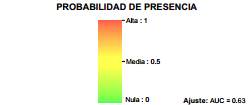 PROBABILIDAD DE PRESENCIA
Alta : 1
Media : 0.5
Nula : 0
Ajuste: AUC = 0.63